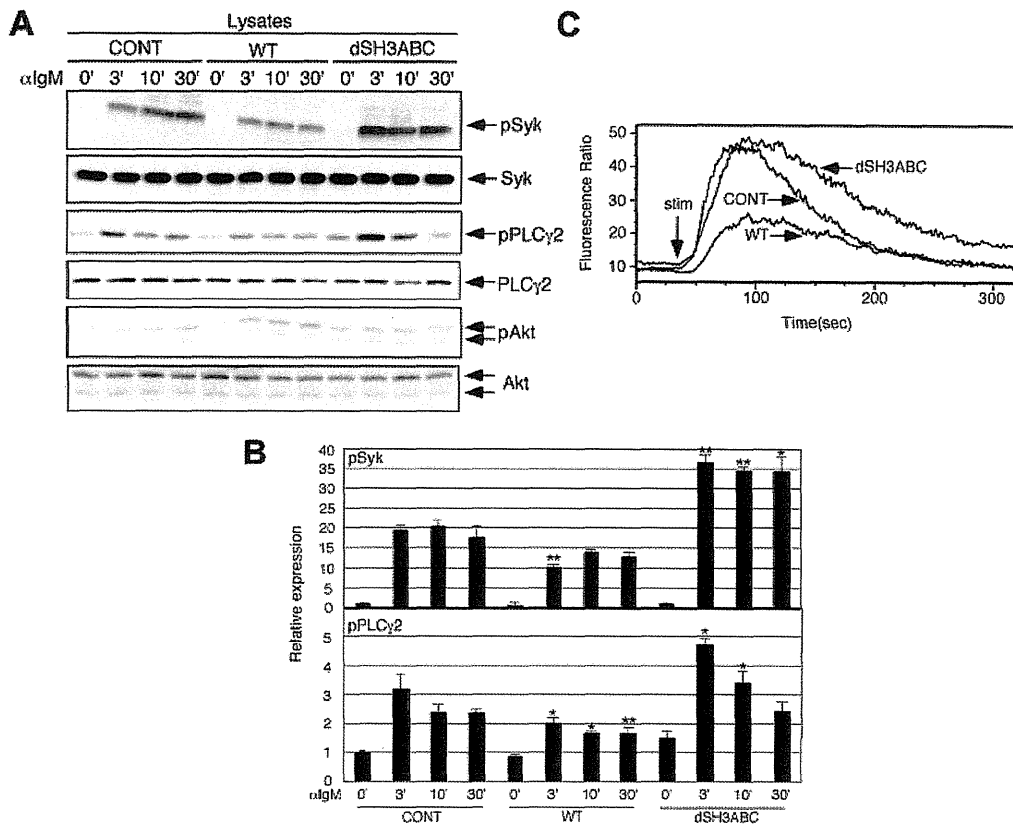 A
Lysates
CONT WT dSH3ABC
αIgM 0' 3' 10' 30' 0' 3' 10' 30' 0' 3' 10' 30'
pSyk
Syk
pPLCγ2
PLCγ2
pAkt
Akt
C
Fluorescence Ratio
50
40
30
20
10
stim
dSH3ABC
CONT
WT
0 100 200 300
Time(sec)
B
Relative expression
pSyk
40
35
30
25
20
15
10
5
0
** ** ** *
pPLCγ2
5
4
3
2
1
0
* * ** * *
αIgM 0' 3' 10' 30' 0' 3' 10' 30' 0' 3' 10' 30'
CONT WT dSH3ABC